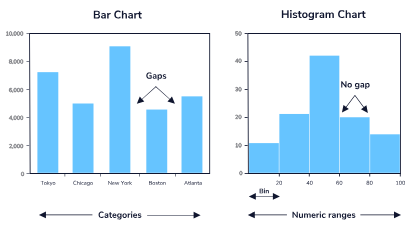 Bar Chart
10,000
8,000
6,000
4,000
2,000
0
Gaps
Tokyo
Chicago
New York
Boston
Atlanta
Categories
Histogram Chart
50
40
30
20
10
0
No gap
20
40
60
80
100
Bin
Numeric ranges